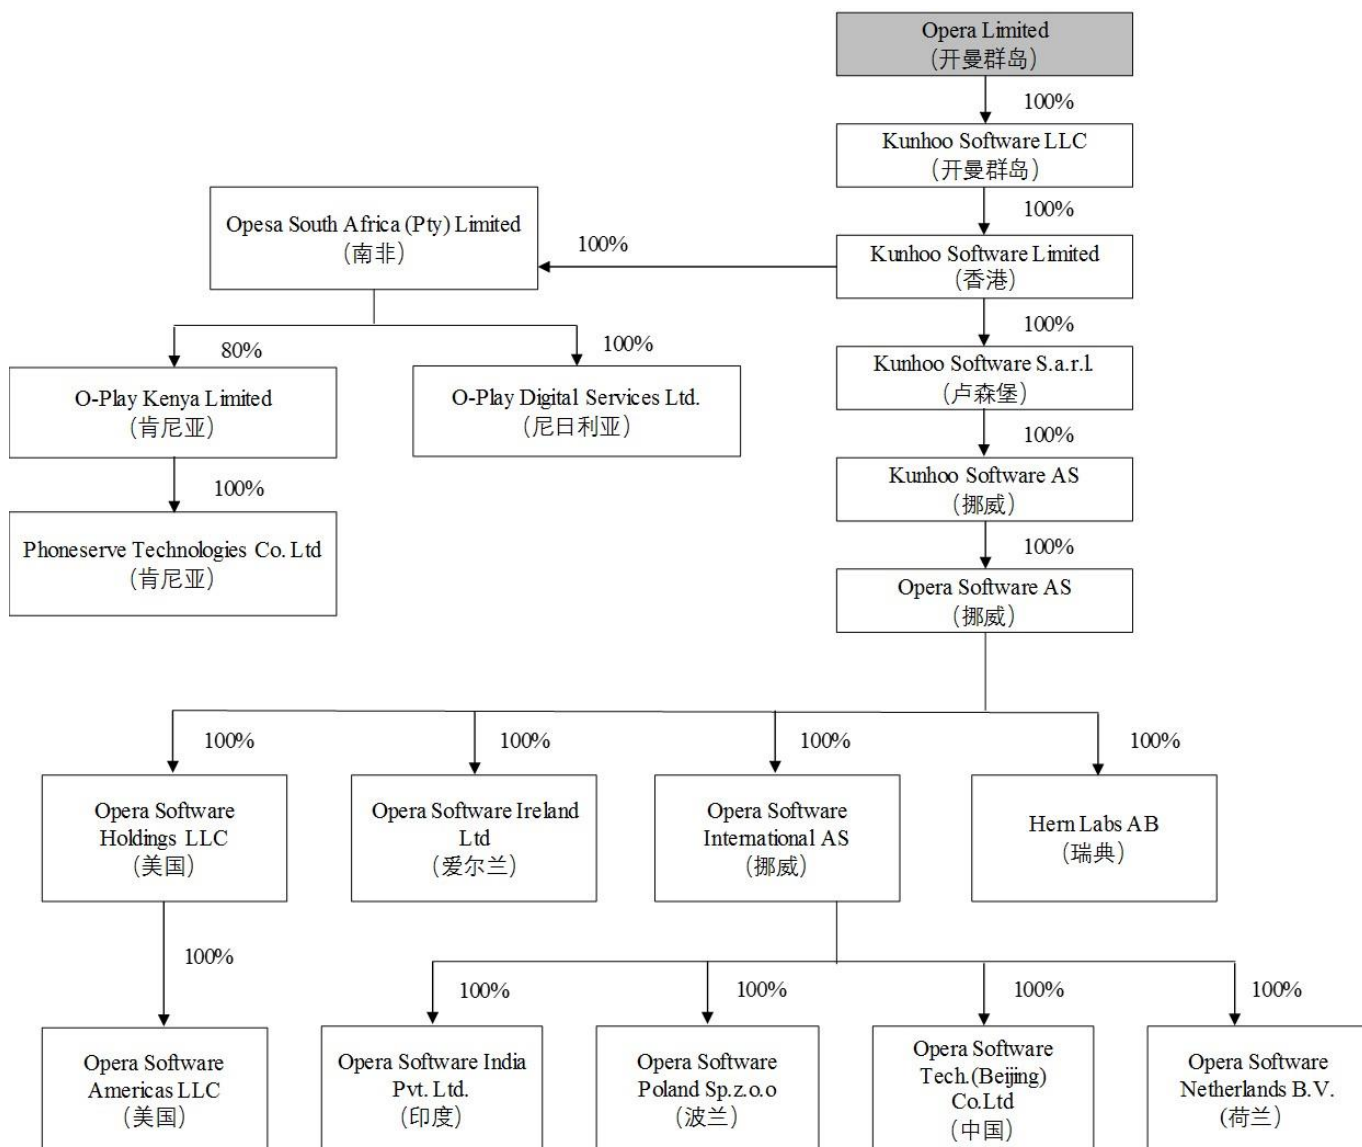 Opera Limited
（开曼群岛）
100%
Kunhoo Software LLC
（开曼群岛）
100%
Opesa South Africa (Pty) Limited
（南非）
100%
Kunhoo Software Limited
（香港）
100%
80%
100%
Kunhoo Software S.a.r.l.
（卢森堡）
O-Play Kenya Limited
（肯尼亚）
O-Play Digital Services Ltd.
（尼日利亚）
100%
100%
Kunhoo Software AS
（挪威）
Phoneserve Technologies Co. Ltd
（肯尼亚）
100%
Opera Software AS
（挪威）
100%
100%
100%
100%
Opera Software
Holdings LLC
（美国）
Opera Software Ireland
Ltd
（爱尔兰）
Opera Software
International AS
（挪威）
Hern Labs AB
（瑞典）
100%
100%
100%
100%
100%
Opera Software
Americas LLC
（美国）
Opera Software India
Pvt. Ltd.
（印度）
Opera Software
Poland Sp.z.o.o
（波兰）
Opera Software
Tech.(Beijing)
Co.Ltd
（中国）
Opera Software
Netherlands B.V.
(荷兰）